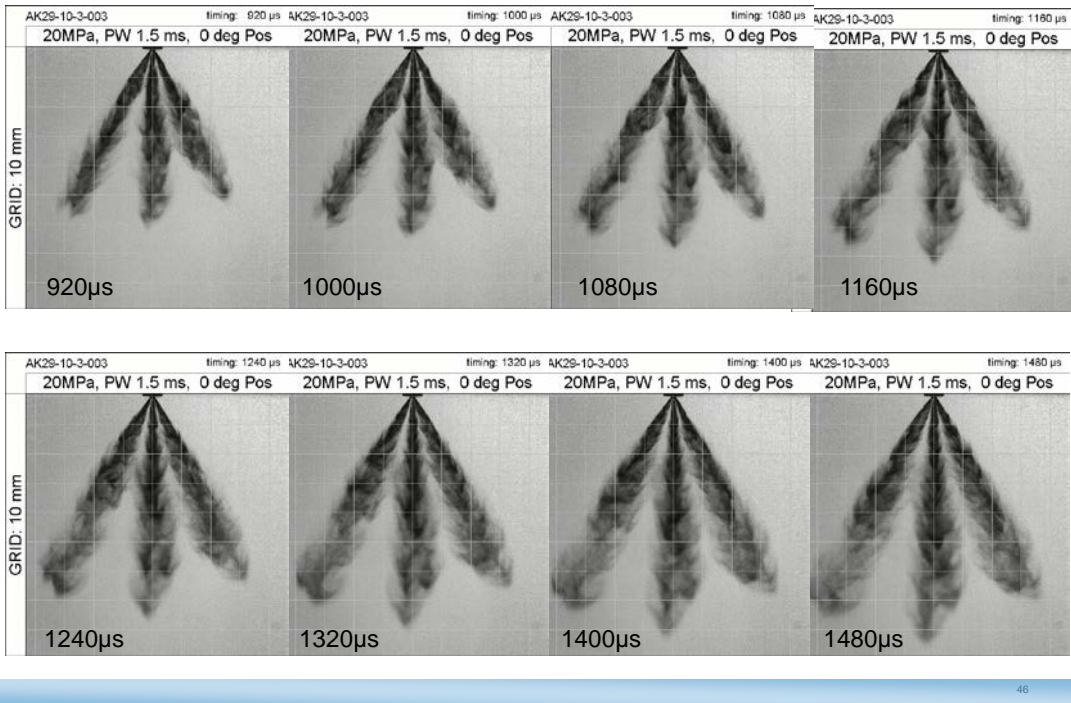 AK29-10-3-003 timing: 920 µs AK29-10-3-003 timing: 1000 µs AK29-10-3-003 timing: 1080 µs AK29-10-3-003 timing: 1160 µs
20MPa, PW 1.5 ms, 0 deg Pos 20MPa, PW 1.5 ms, 0 deg Pos 20MPa, PW 1.5 ms, 0 deg Pos 20MPa, PW 1.5 ms, 0 deg Pos
GRID: 10 mm
920µs 1000µs 1080µs 1160µs
AK29-10-3-003 timing: 1240 µs AK29-10-3-003 timing: 1320 µs AK29-10-3-003 timing: 1400 µs AK29-10-3-003 timing: 1480 µs
20MPa, PW 1.5 ms, 0 deg Pos 20MPa, PW 1.5 ms, 0 deg Pos 20MPa, PW 1.5 ms, 0 deg Pos 20MPa, PW 1.5 ms, 0 deg Pos
GRID: 10 mm
1240µs 1320µs 1400µs 1480µs
46